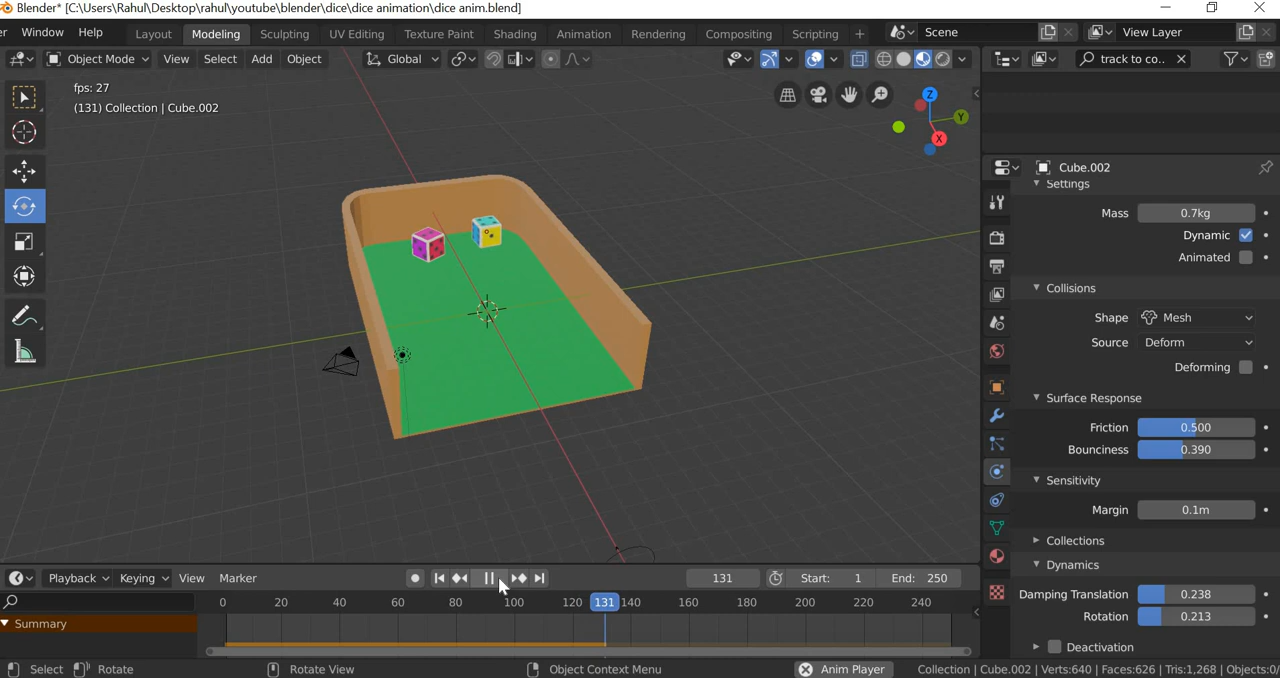 Blender* [C:\Users\Rahul\Desktop\rahul\youtube\blender\dice\dice animation\dice anim.blend]
Window Help Layout Modeling Sculpting UV Editing Texture Paint Shading Animation Rendering Compositing Scripting + Scene View Layer
Object Mode View Select Add Object Global track to co..
fps: 27
(131) Collection | Cube.002
Z
Y
X
Cube.002
Settings
Mass 0.7kg
Dynamic
Animated
Collisions
Shape Mesh
Source Deform
Deforming
Surface Response
Friction 0.500
Bounciness 0.390
Sensitivity
Margin 0.1m
Collections
Dynamics
Damping Translation 0.238
Rotation 0.213
Deactivation
Playback Keying View Marker 131 Start: 1 End: 250
0 20 40 60 80 100 120 131 140 160 180 200 220 240
Summary
Select Rotate Rotate View Object Context Menu Anim Player Collection | Cube.002 | Verts:640 | Faces:626 | Tris:1,268 | Objects:0/